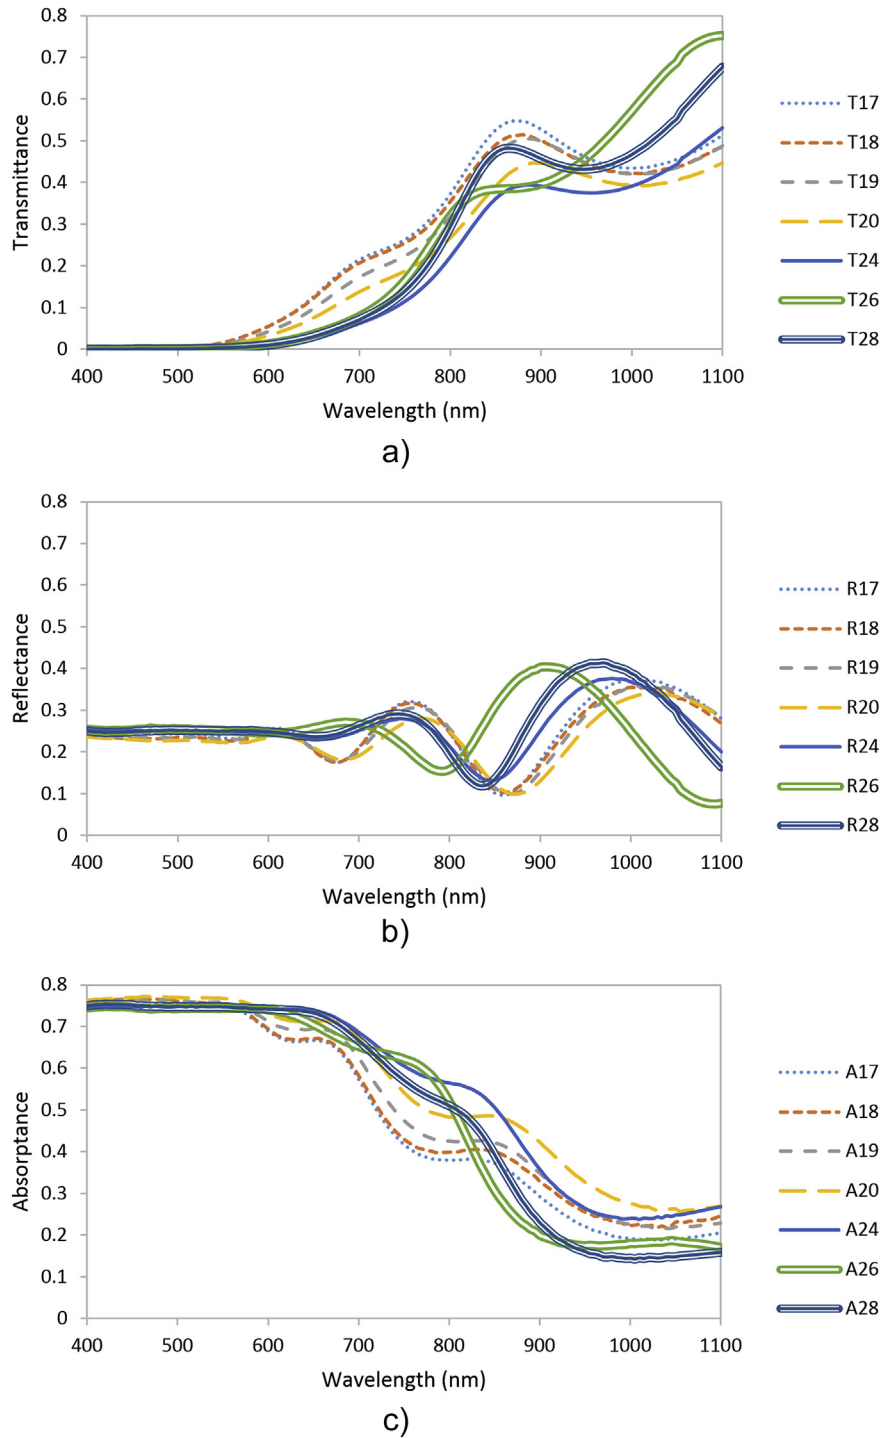 0.8
0.7
0.6
0.5
0.4
0.3
0.2
0.1
0
Transmittance
400 500 600 700 800 900 1000 1100
Wavelength (nm)
T17
T18
T19
T20
T24
T26
T28
a)
0.8
0.7
0.6
0.5
0.4
0.3
0.2
0.1
0
Reflectance
400 500 600 700 800 900 1000 1100
Wavelength (nm)
R17
R18
R19
R20
R24
R26
R28
b)
0.8
0.7
0.6
0.5
0.4
0.3
0.2
0.1
0
Absorptance
400 500 600 700 800 900 1000 1100
Wavelength (nm)
A17
A18
A19
A20
A24
A26
A28
c)